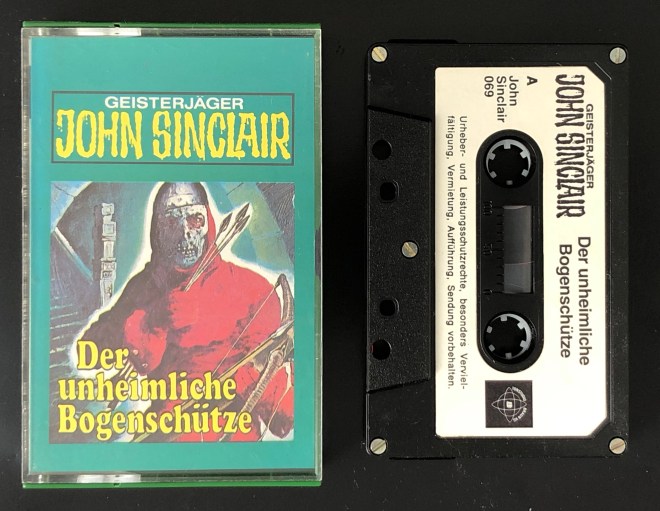 GEISTERJÄGER
JOHN SINCLAIR
Der
unheimliche
Bogenschütze
GEISTERJÄGER
JOHN SINCLAIR
Der unheimliche
Bogenschütze
A
John
Sinclair
069
Urheber- und Leistungsschutzrechte, besonders Verviel-
fältigung, Vermietung, Aufführung, Sendung vorbehalten.